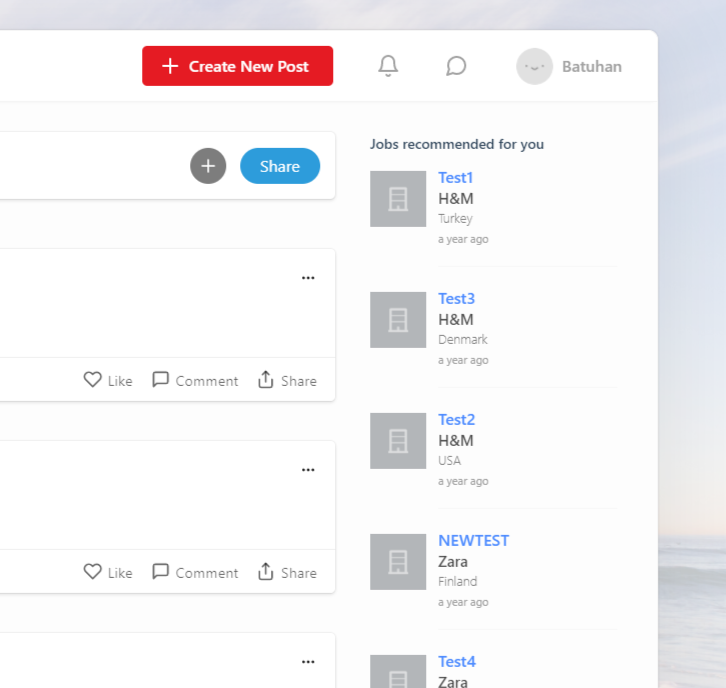 Create New Post
Batuhan
Share
Like
Comment
Share
Like
Comment
Share
Jobs recommended for you
Test1
H&M
Turkey
a year ago
Test3
H&M
Denmark
a year ago
Test2
H&M
USA
a year ago
NEWTEST
Zara
Finland
a year ago
Test4
Zara